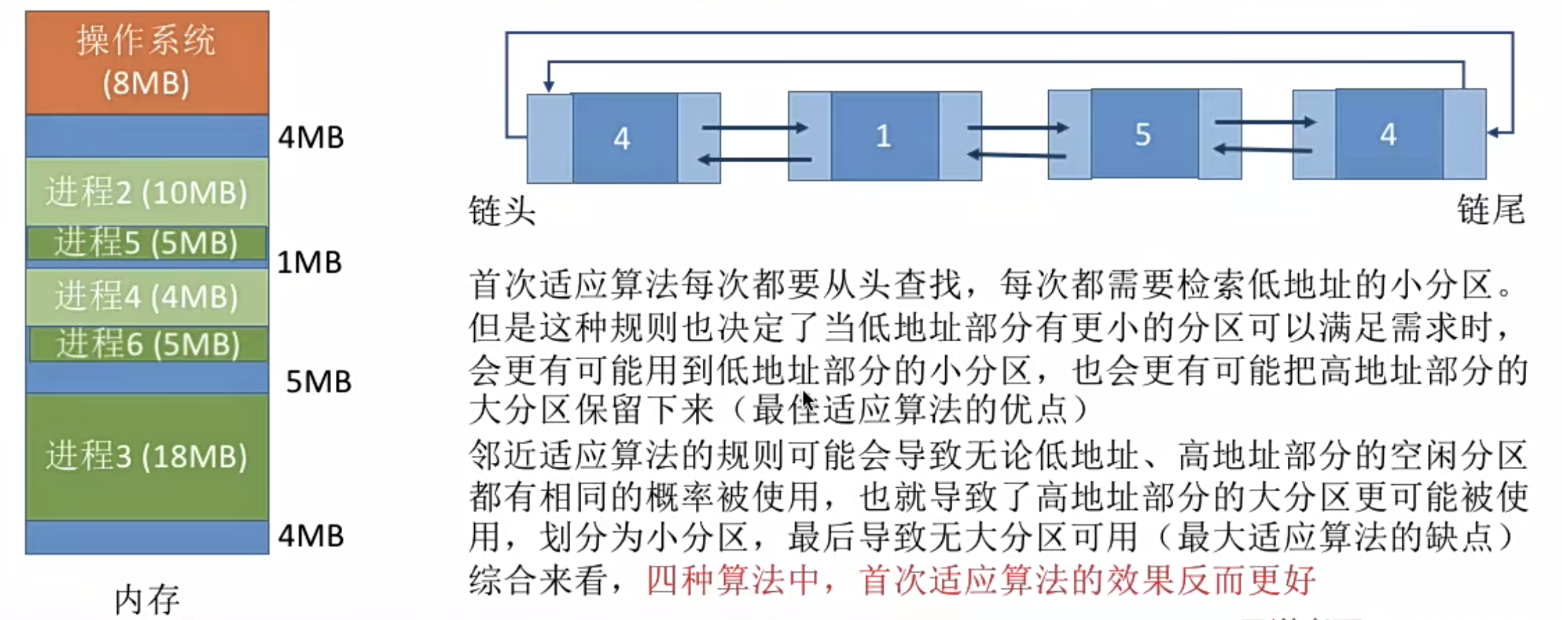 操作系统
(8MB)
4MB
进程2 (10MB)
进程5 (5MB)
1MB
进程4 (4MB)
进程6 (5MB)
5MB
进程3 (18MB)
4MB
内存
4
1
5
4
链头
链尾
首次适应算法每次都要从头查找，每次都需要检索低地址的小分区。
但是这种规则也决定了当低地址部分有更小的分区可以满足需求时，
会更有可能用到低地址部分的小分区，也会更有可能把高地址部分的
大分区保留下来（最佳适应算法的优点）
邻近适应算法的规则可能会导致无论低地址、高地址部分的空闲分区
都有相同的概率被使用，也就导致了高地址部分的大分区更可能被使
用，划分为小分区，最后导致无大分区可用（最大适应算法的缺点）
综合来看，四种算法中，首次适应算法的效果反而更好